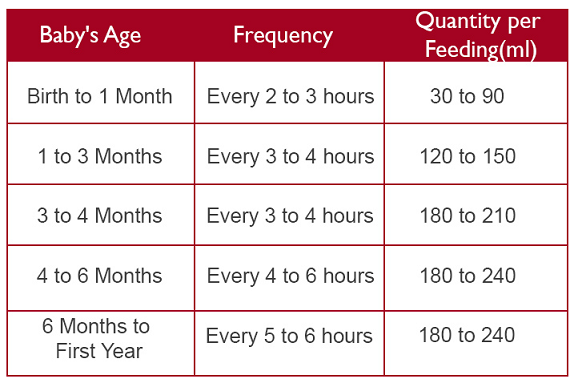 Baby's Age
Frequency
Quantity per
Feeding(ml)
Birth to 1 Month
Every 2 to 3 hours
30 to 90
1 to 3 Months
Every 3 to 4 hours
120 to 150
3 to 4 Months
Every 3 to 4 hours
180 to 210
4 to 6 Months
Every 4 to 6 hours
180 to 240
6 Months to
First Year
Every 5 to 6 hours
180 to 240